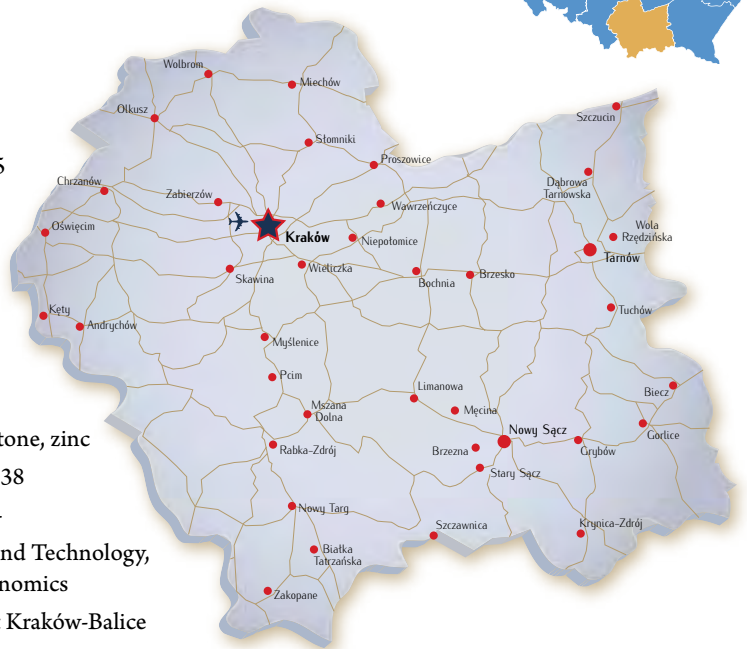 Wolbrom
Miechów
Olkusz
Szczucin
Słomniki
5
Proszowice
Chrzanów
Zabierzów
Dąbrowa
Tarnowska
Wawrzeńczyce
Oświęcim
Kraków
Niepołomice
Wola
Rzędzińska
Tarnów
Wieliczka
Skawina
Bochnia
Brzesko
Kęty
Andrychów
Tuchów
Myślenice
Pcim
Limanowa
Biecz
Mszana
Dolna
Męcina
tone, zinc
Nowy Sącz
Gorlice
Rabka-Zdrój
Brzezna
Grybów
38
Stary Sącz
Nowy Targ
Szczawnica
Krynica-Zdrój
nd Technology,
Białka
Tatrzańska
nomics
Zakopane
: Kraków-Balice